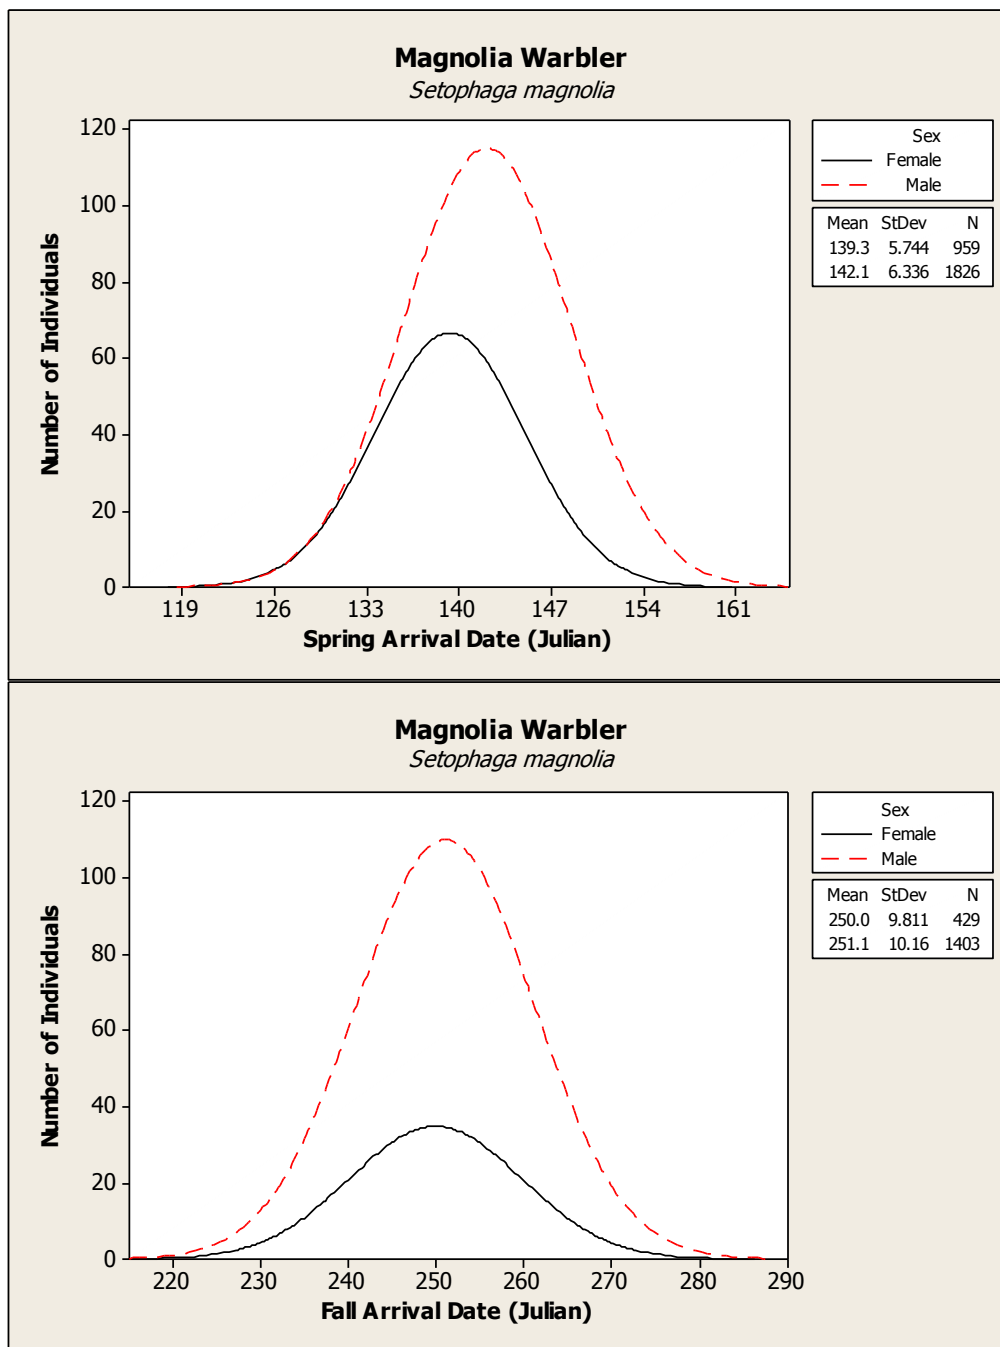 Magnolia Warbler
Setophaga magnolia
120
100
80
60
40
20
0
Number of Individuals
119 126 133 140 147 154 161
Spring Arrival Date (Julian)
Sex
Female
Male
Mean StDev N
139.3 5.744 959
142.1 6.336 1826
Magnolia Warbler
Setophaga magnolia
120
100
80
60
40
20
0
Number of Individuals
220 230 240 250 260 270 280 290
Fall Arrival Date (Julian)
Sex
Female
Male
Mean StDev N
250.0 9.811 429
251.1 10.16 1403